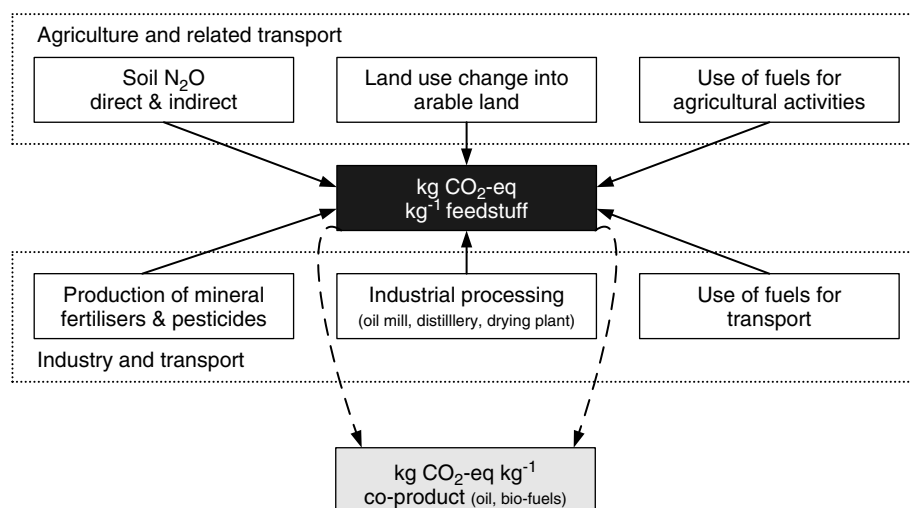 Agriculture and related transport
Soil N₂O
direct & indirect
Land use change into
arable land
Use of fuels for
agricultural activities
kg CO₂-eq
kg⁻¹ feedstuff
Production of mineral
fertilisers & pesticides
Industrial processing
(oil mill, distilllery, drying plant)
Use of fuels for
transport
Industry and transport
kg CO₂-eq kg⁻¹
co-product (oil, bio-fuels)